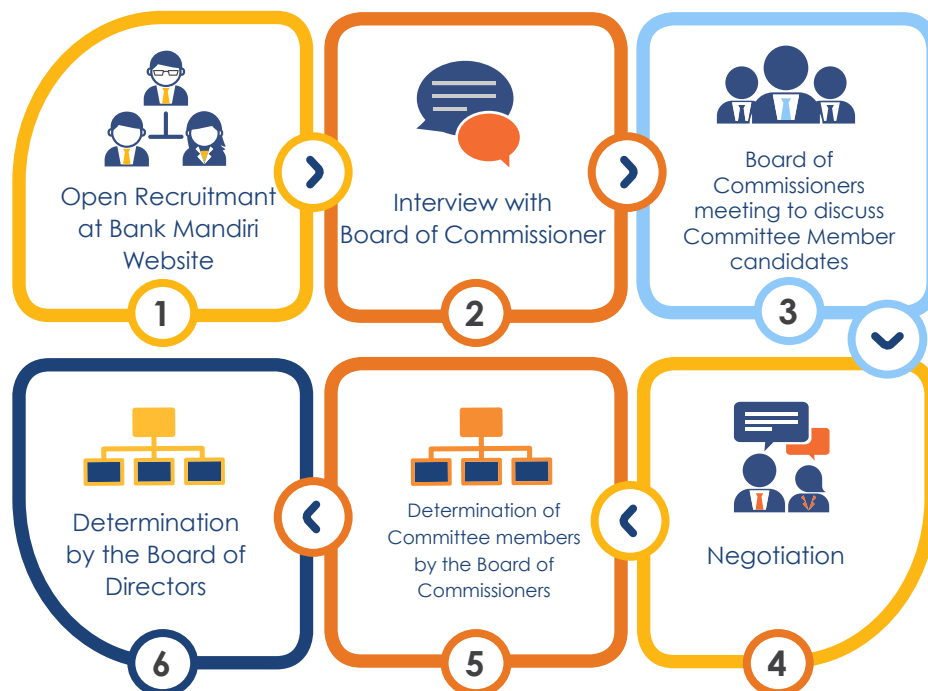 Open Recruitmant
at Bank Mandiri
Website
1
Interview with
Board of Commissioner
2
Board of
Commissioners
meeting to discuss
Committee Member
candidates
3
Negotiation
4
Determination of
Committee members
by the Board of
Commissioners
5
Determination
by the Board of
Directors
6